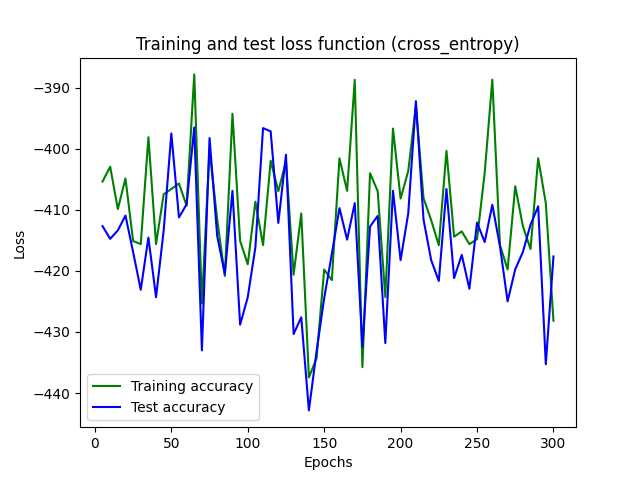 Training and test loss function (cross_entropy)
−390
−400
−410
−420
−430
−440
Loss
Training accuracy
Test accuracy
0 50 100 150 200 250 300
Epochs